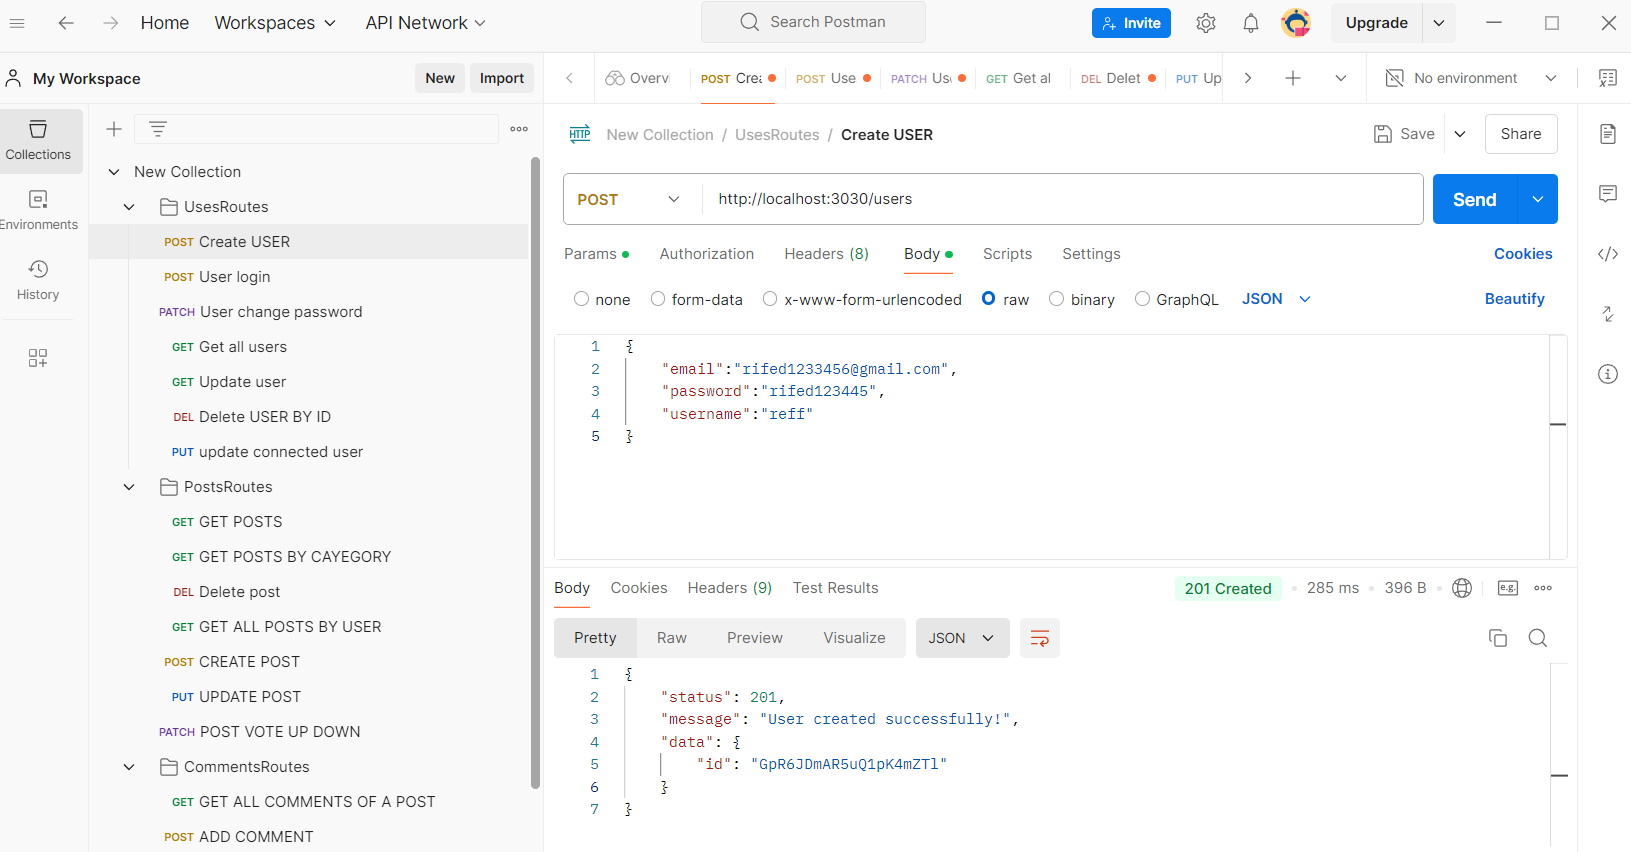 Home Workspaces API Network Search Postman Invite Upgrade
My Workspace New Import
Overvi POST Crea POST Use PATCH Us GET Get al DEL Delet PUT Up No environment
Collections
Environments
History
New Collection
UsesRoutes
POST Create USER
POST User login
PATCH User change password
GET Get all users
GET Update user
DEL Delete USER BY ID
PUT update connected user
PostsRoutes
GET GET POSTS
GET GET POSTS BY CAYEGORY
DEL Delete post
GET GET ALL POSTS BY USER
POST CREATE POST
PUT UPDATE POST
PATCH POST VOTE UP DOWN
CommentsRoutes
GET GET ALL COMMENTS OF A POST
POST ADD COMMENT
HTTP New Collection / UsesRoutes / Create USER Save Share
POST http://localhost:3030/users Send
Params Authorization Headers (8) Body Scripts Settings Cookies
none form-data x-www-form-urlencoded raw binary GraphQL JSON Beautify
1 {
2 "email":"rifed1233456@gmail.com",
3 "password":"rifed123445",
4 "username":"reff"
5 }
Body Cookies Headers (9) Test Results 201 Created 285 ms 396 B e.g.
Pretty Raw Preview Visualize JSON
1 {
2 "status": 201,
3 "message": "User created successfully!",
4 "data": {
5 "id": "GpR6JDmAR5uQ1pK4mZTl"
6 }
7 }